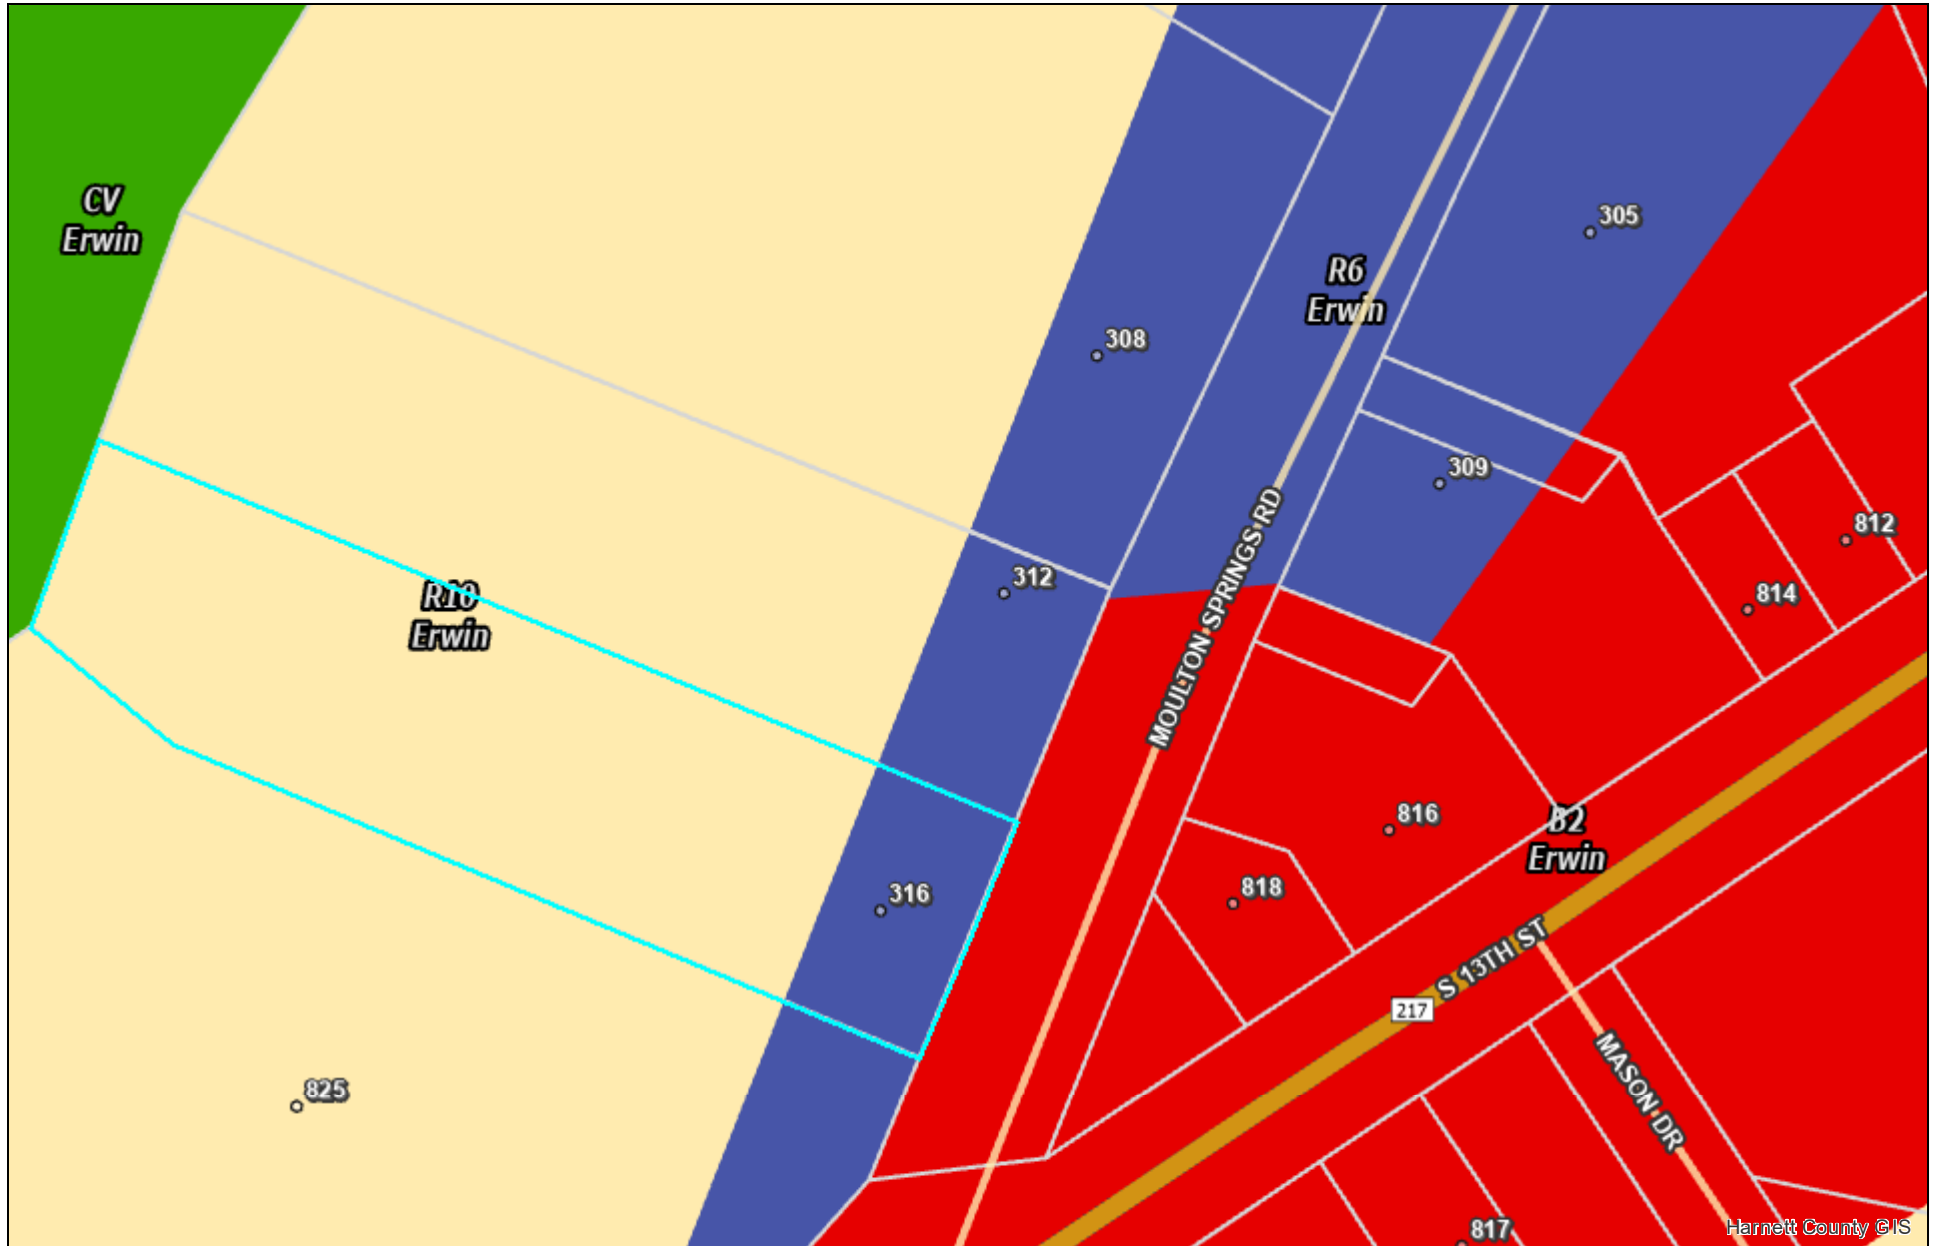 CV
Erwin
305
R6
Erwin
308
309
812
312
814
R10
Erwin
MOULTON SPRINGS RD
816
B2
Erwin
818
316
S 13TH ST
217
MASON DR
825
817
Harnett County GIS